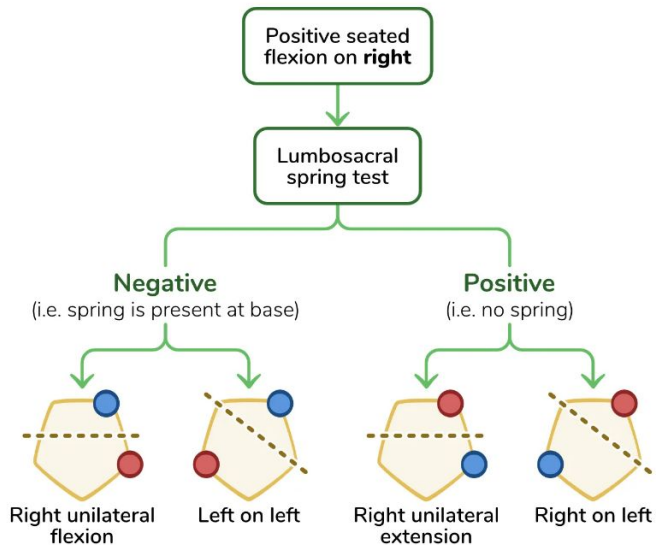 Positive seated
flexion on right
Lumbosacral
spring test
Negative
(i.e. spring is present at base)
Positive
(i.e. no spring)
Right unilateral
flexion
Left on left
Right unilateral
extension
Right on left